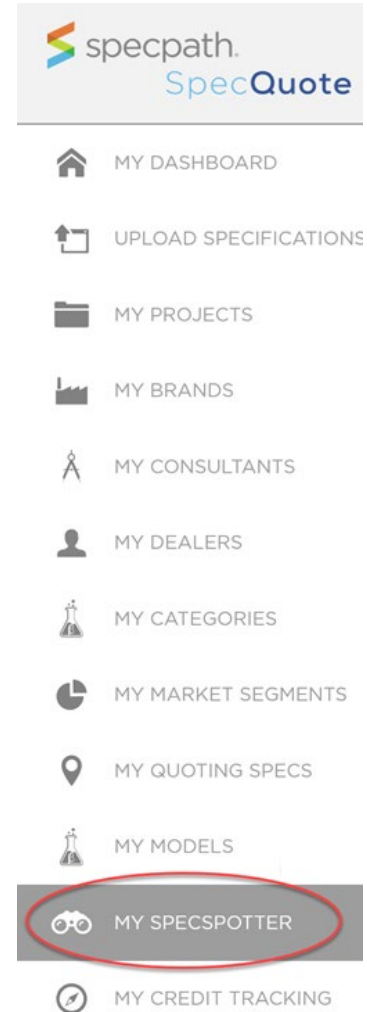 specpath.
SpecQuote
MY DASHBOARD
UPLOAD SPECIFICATIONS
MY PROJECTS
MY BRANDS
MY CONSULTANTS
MY DEALERS
MY CATEGORIES
MY MARKET SEGMENTS
MY QUOTING SPECS
MY MODELS
MY SPECSPOTTER
MY CREDIT TRACKING